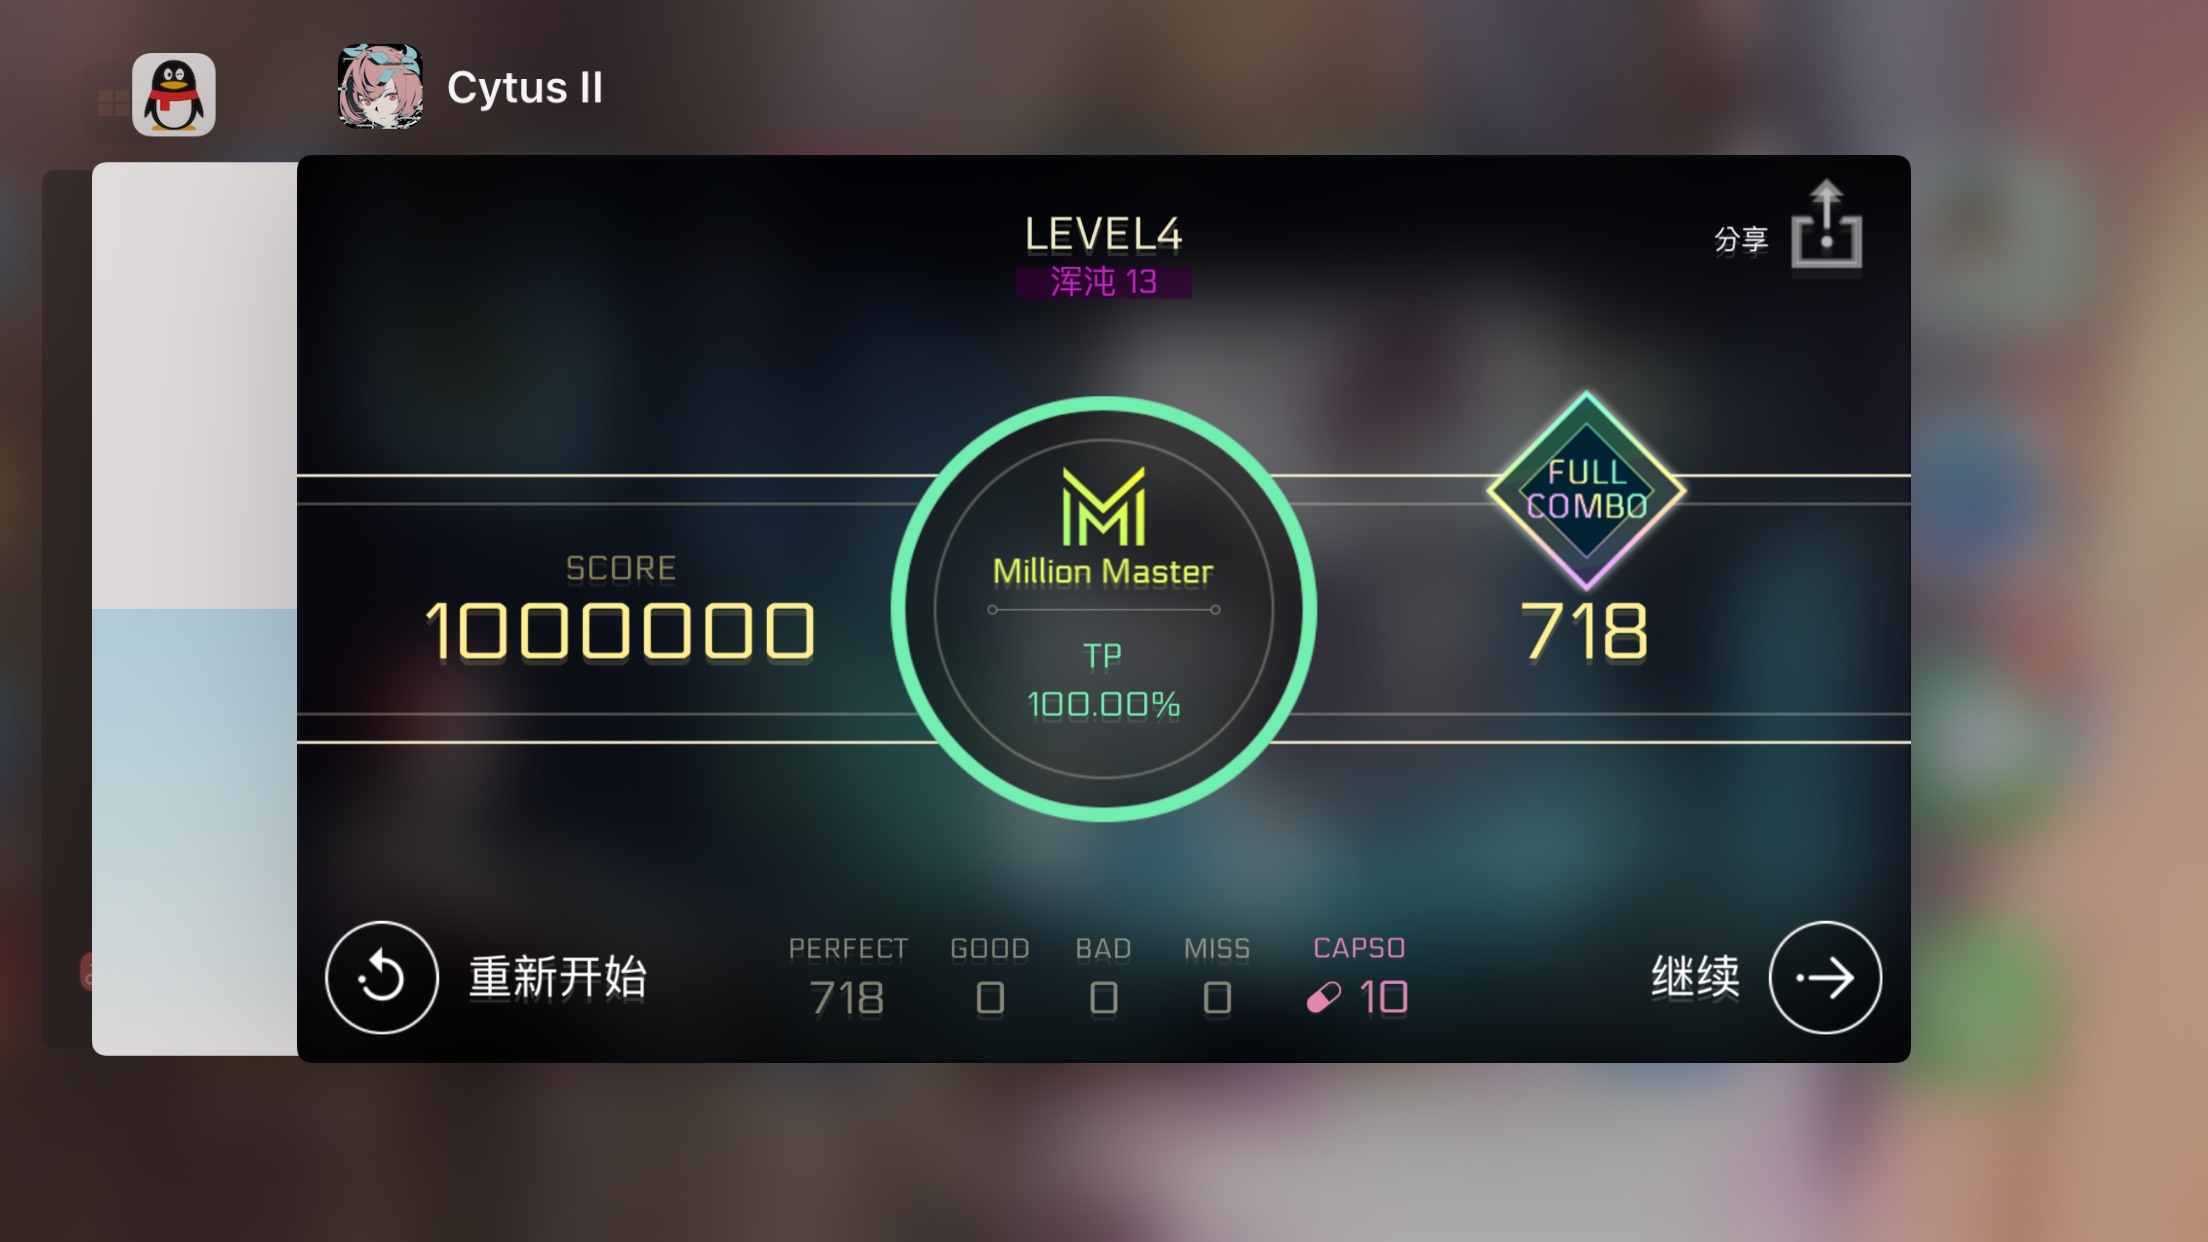 Cytus II
LEVEL4
浑沌 13
分享
FULL
COMBO
Million Master
SCORE
1000000
718
TP
100.00%
重新开始
PERFECT GOOD BAD MISS CAPSO
718 0 0 0 10
继续